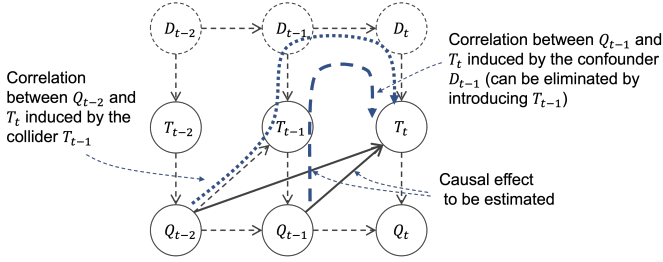 D_{t-2}
D_{t-1}
D_t
Correlation between Q_{t-1} and
T_t induced by the confounder
D_{t-1} (can be eliminated by
introducing T_{t-1})
Correlation
between Q_{t-2} and
T_t induced by the
collider T_{t-1}
T_{t-2}
T_{t-1}
T_t
Causal effect
to be estimated
Q_{t-2}
Q_{t-1}
Q_t